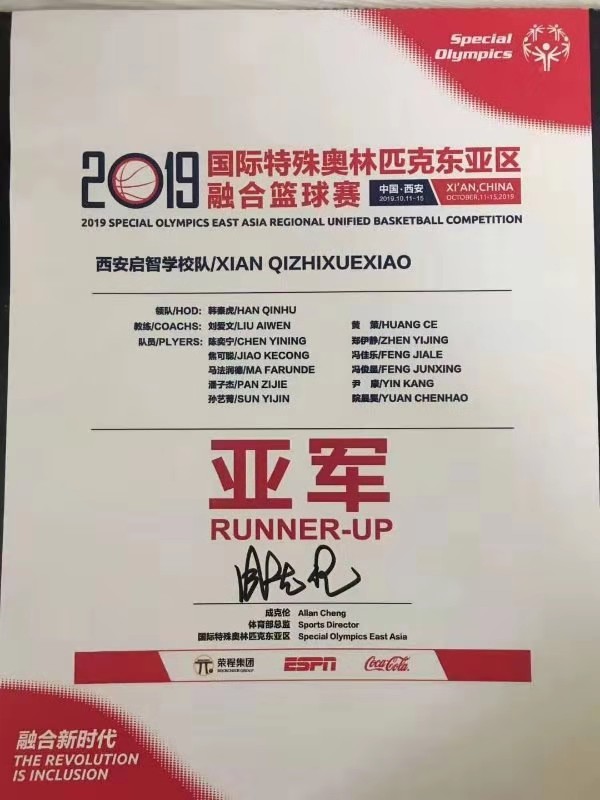 Special
Olympics
2019 国际特殊奥林匹克东亚区
融合篮球赛
中国·西安
2019.10.11-15
XI'AN,CHINA
OCTOBER,11-15,2019
2019 SPECIAL OLYMPICS EAST ASIA REGIONAL UNIFIED BASKETBALL COMPETITION
西安启智学校队/XIAN QIZHIXUEXIAO
领队/HOD: 韩秦虎/HAN QINHU
教练/COACHS: 刘爱文/LIU AIWEN 黄 策/HUANG CE
队员/PLYERS: 陈奕宁/CHEN YINING 郑伊静/ZHEN YIJING
焦可聪/JIAO KECONG 冯佳乐/FENG JIALE
马法润德/MA FARUNDE 冯俊星/FENG JUNXING
潘子杰/PAN ZIJIE 尹 康/YIN KANG
孙艺菁/SUN YIJIN 院晨昊/YUAN CHENHAO
亚军
RUNNER-UP
成克伦 Allan Cheng
体育部总监 Sports Director
国际特殊奥林匹克东亚区 Special Olympics East Asia
荣程集团 ESPN Coca-Cola
融合新时代
THE REVOLUTION
IS INCLUSION